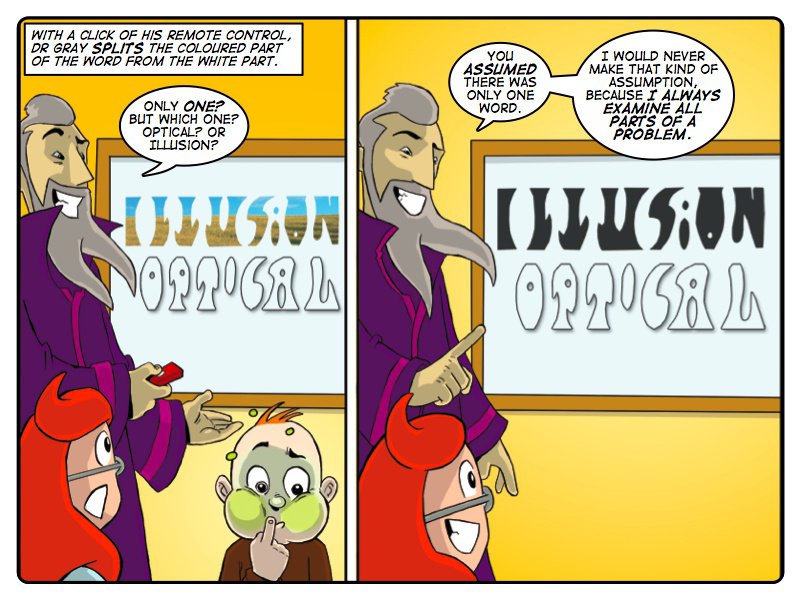 WITH A CLICK OF HIS REMOTE CONTROL,
DR GRAY SPLITS THE COLOURED PART
OF THE WORD FROM THE WHITE PART.
ONLY ONE?
BUT WHICH ONE?
OPTICAL? OR
ILLUSION?
ILLUSION
OPTICAL
YOU
ASSUMED
THERE WAS
ONLY ONE
WORD.
I WOULD NEVER
MAKE THAT KIND OF
ASSUMPTION,
BECAUSE I ALWAYS
EXAMINE ALL
PARTS OF A
PROBLEM.
ILLUSION
OPTICAL